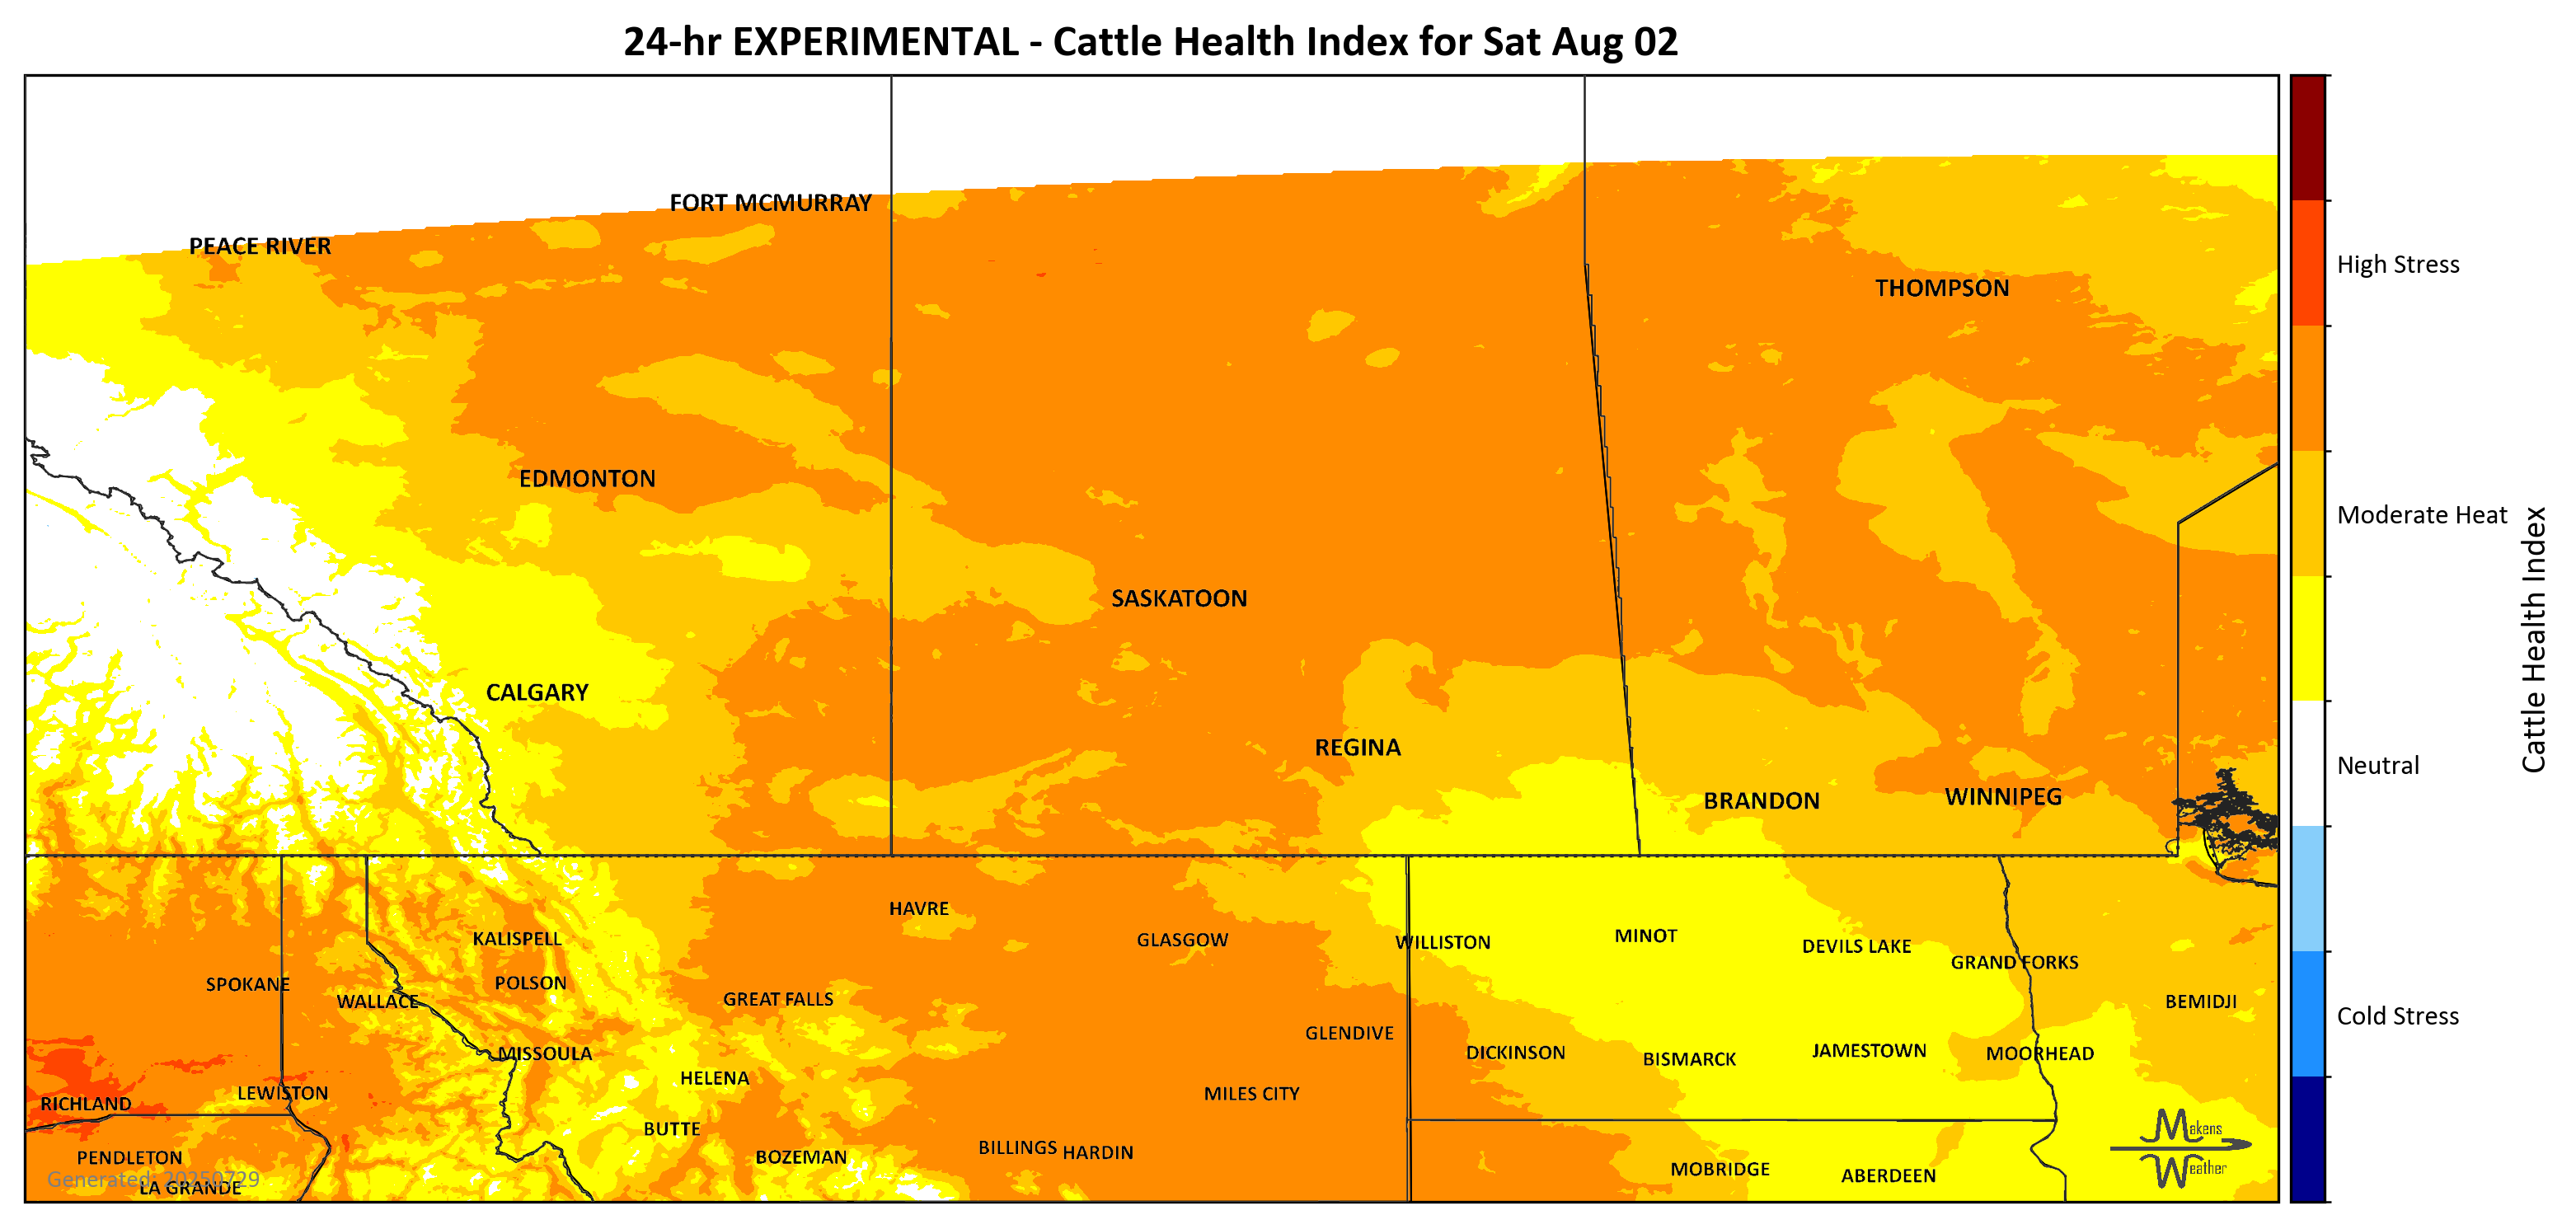 24-hr EXPERIMENTAL - Cattle Health Index for Sat Aug 02
FORT MCMURRAY
PEACE RIVER
THOMPSON
EDMONTON
SASKATOON
CALGARY
REGINA
BRANDON
WINNIPEG
HAVRE
KALISPELL
GLASGOW
WILLISTON
MINOT
DEVILS LAKE
GRAND FORKS
SPOKANE
POLSON
WALLACE
GREAT FALLS
BEMIDJI
GLENDIVE
MISSOULA
DICKINSON
BISMARCK
JAMESTOWN
MOORHEAD
HELENA
LEWISTON
MILES CITY
RICHLAND
BUTTE
BILLINGS
HARDIN
PENDLETON
BOZEMAN
MOBRIDGE
ABERDEEN
LA GRANDE
Generated: 20250729
Makens
Weather
High Stress
Moderate Heat
Neutral
Cold Stress
Cattle Health Index